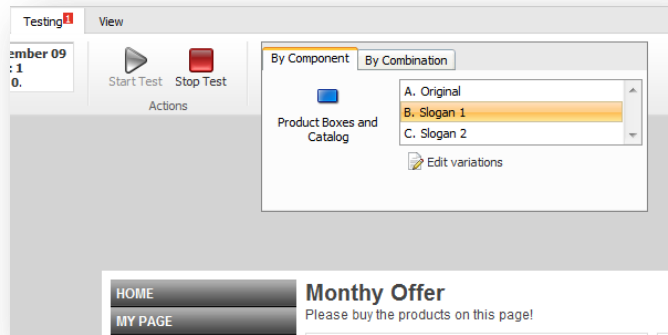 Testing 1 View
ember 09
: 1
0.
Start Test Stop Test
Actions
By Component By Combination
Product Boxes and
Catalog
A. Original
B. Slogan 1
C. Slogan 2
Edit variations
HOME
MY PAGE
Monthy Offer
Please buy the products on this page!